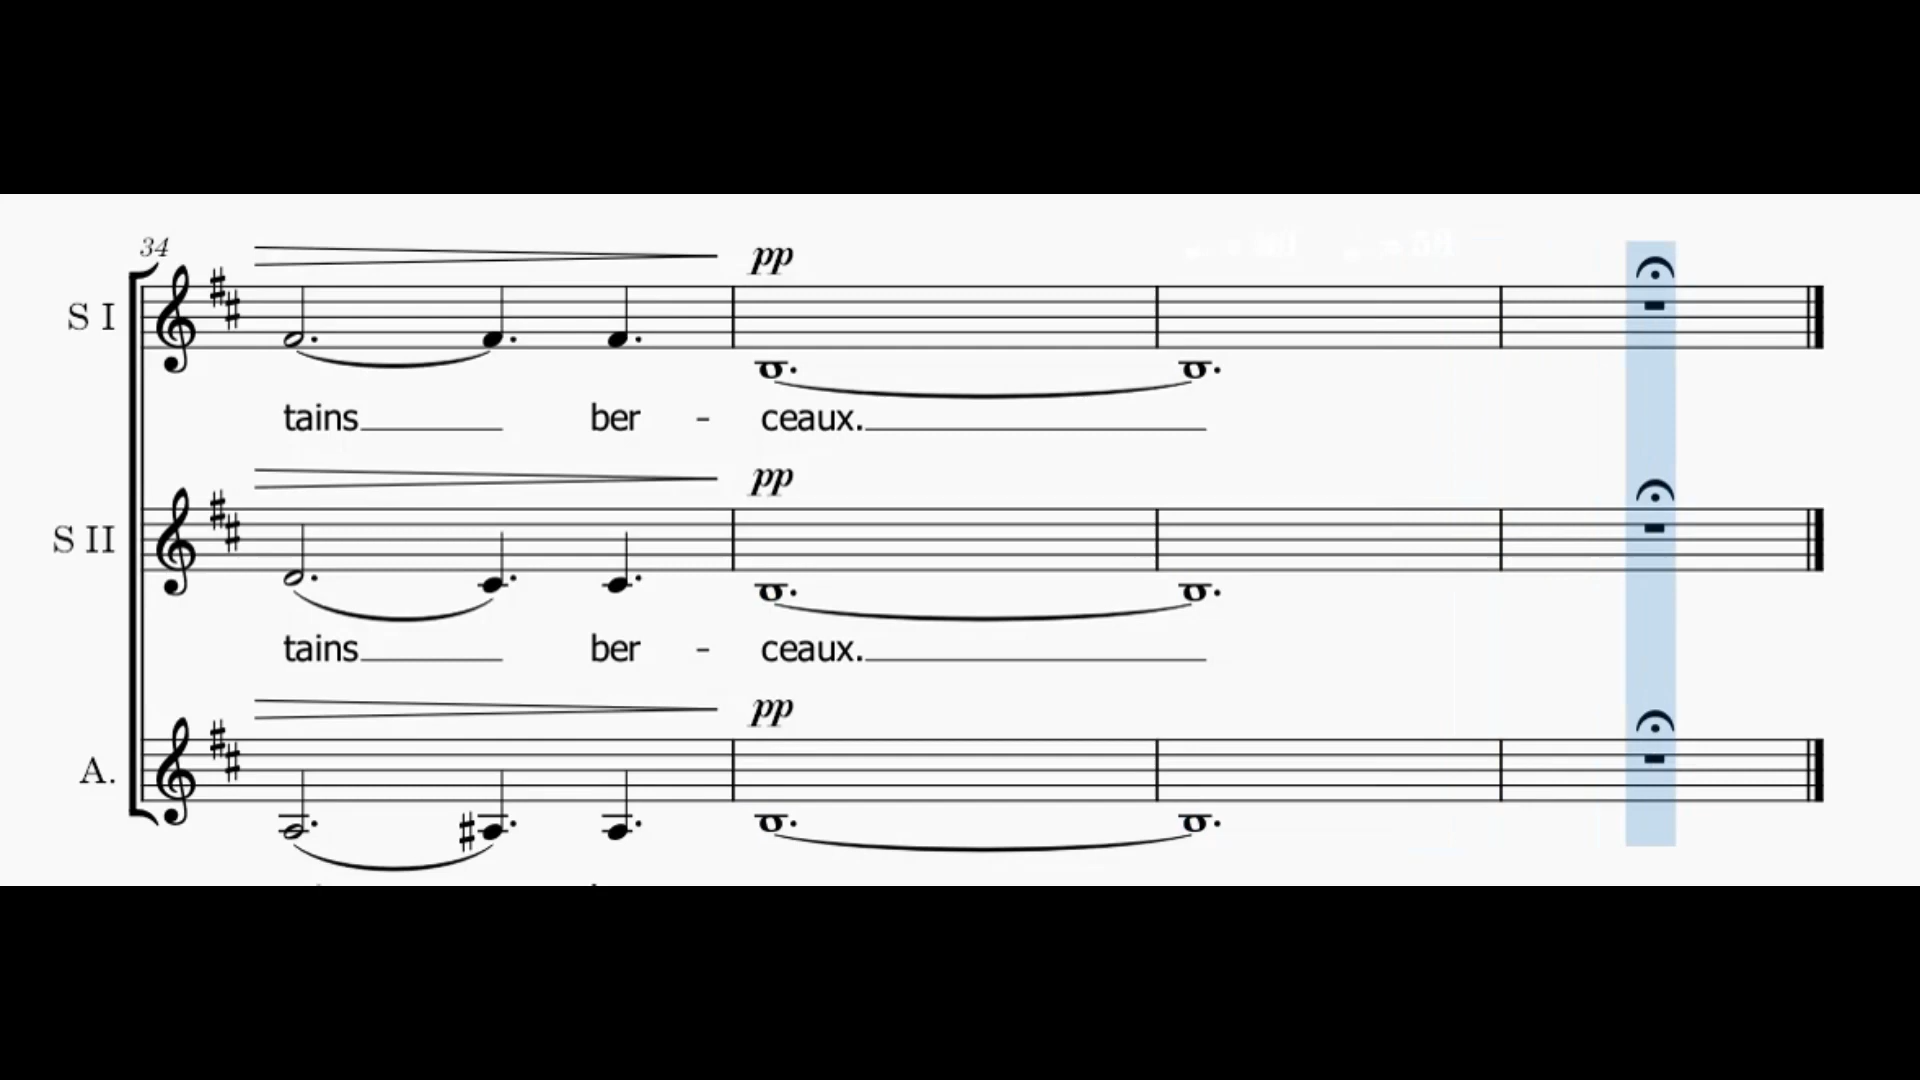 34
pp
S I
tains ber - ceaux.
pp
S II
tains ber - ceaux.
pp
A.